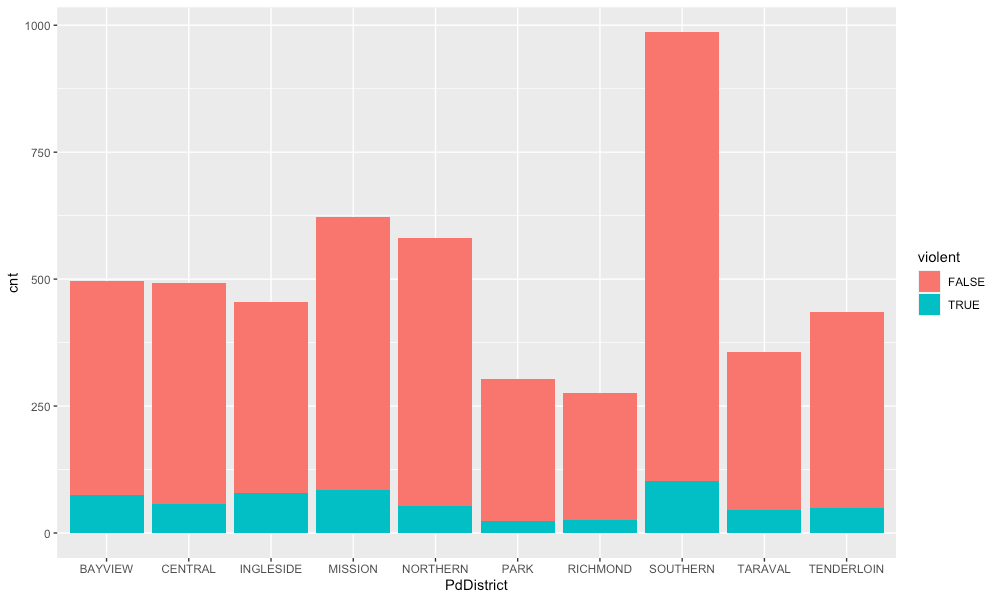 1000
750
500
250
0
cnt
BAYVIEW CENTRAL INGLESIDE MISSION NORTHERN PARK RICHMOND SOUTHERN TARAVAL TENDERLOIN
PdDistrict
violent
FALSE
TRUE